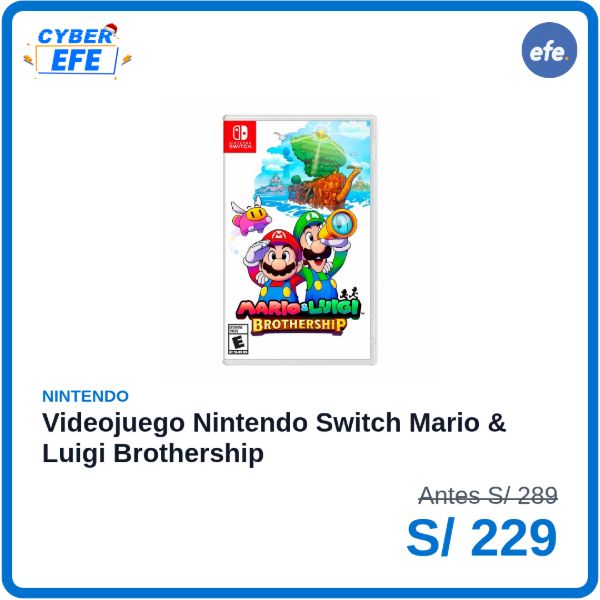 CYBER
EFE
efe.
NINTENDO
SWITCH
MARIO & LUIGI
BROTHERSHIP
E
NINTENDO
Videojuego Nintendo Switch Mario &
Luigi Brothership
Antes S/ 289
S/ 229